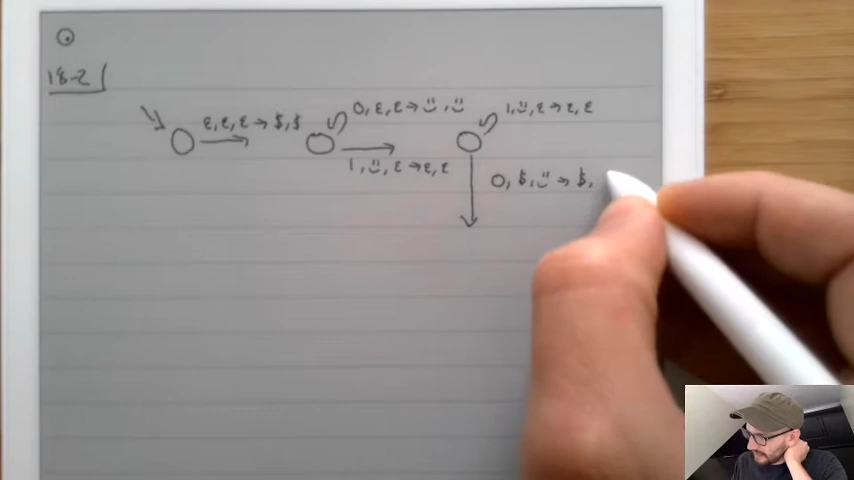 18-2
ε, ε, ε → $, $
0, ε, ε → ü, ü
1, ü, ε → ε, ε
1, ü, ε → ε, ε
0, $, ü → $,